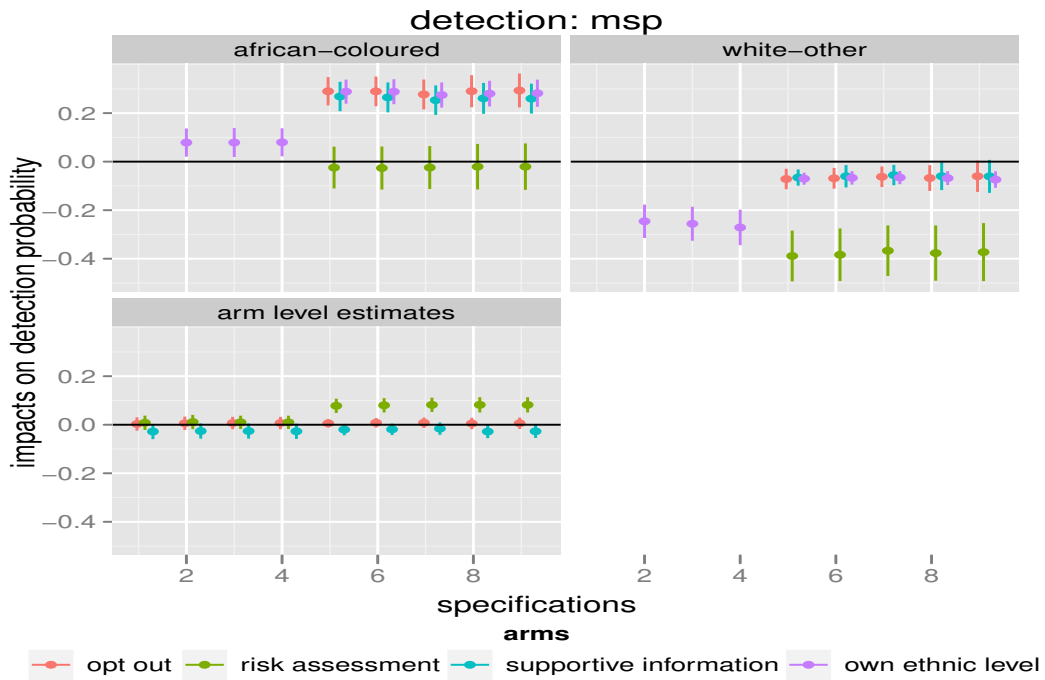 detection: msp
african−coloured
white−other
impacts on detection probability
0.2
0.0
−0.2
−0.4
arm level estimates
0.2
0.0
−0.2
−0.4
2 4 6 8
2 4 6 8
specifications
arms
opt out risk assessment supportive information own ethnic level